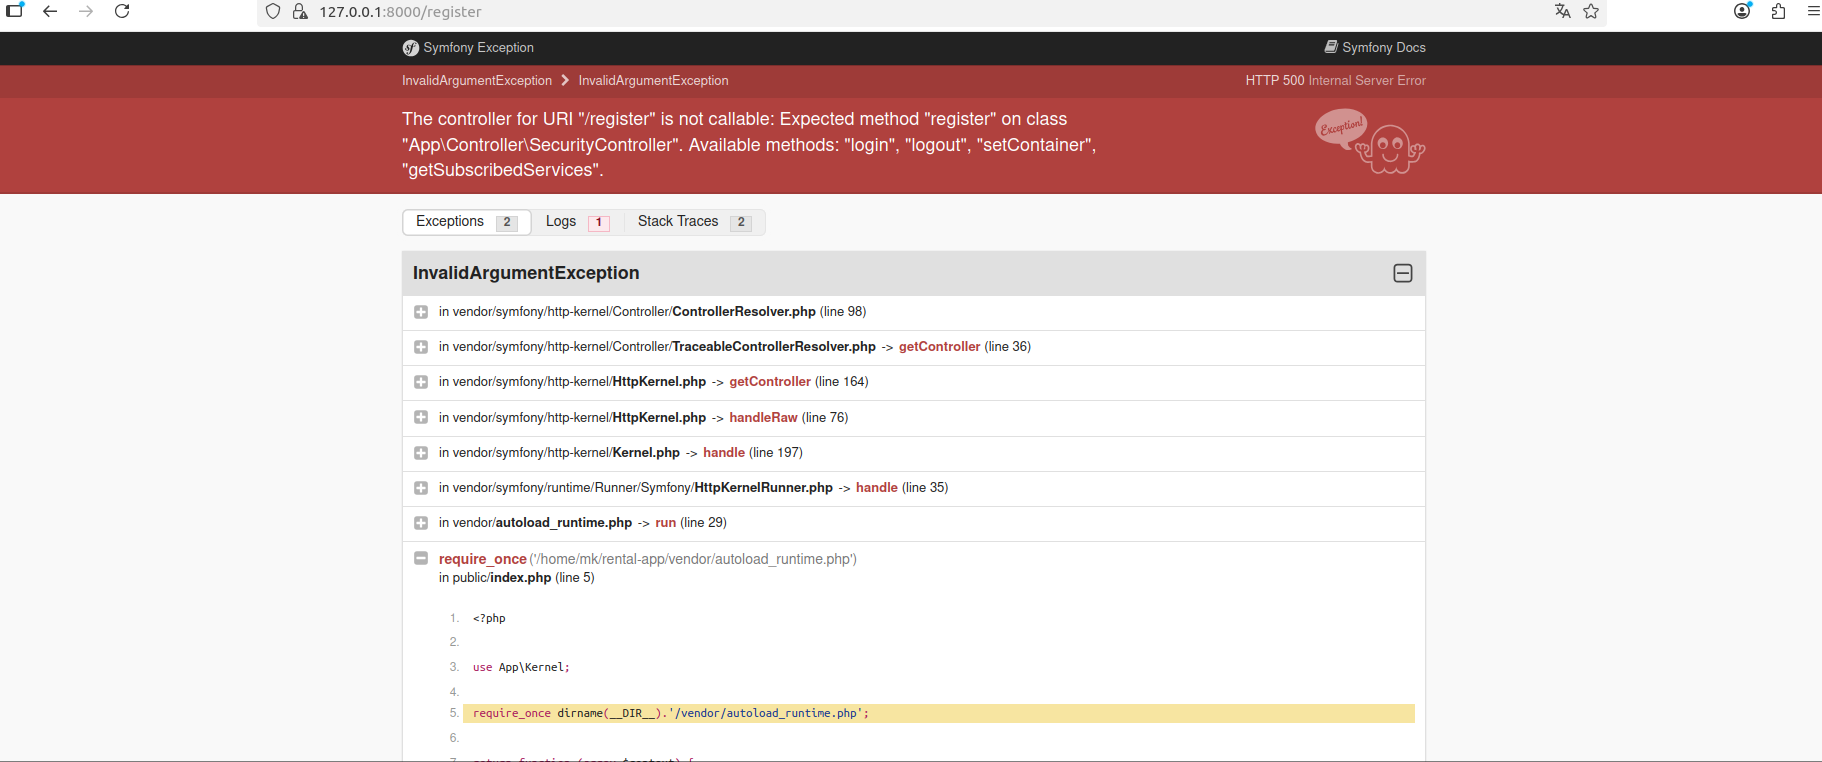 127.0.0.1:8000/register
Symfony Exception
Symfony Docs
InvalidArgumentException > InvalidArgumentException
HTTP 500 Internal Server Error
The controller for URI "/register" is not callable: Expected method "register" on class
"App\Controller\SecurityController". Available methods: "login", "logout", "setContainer",
"getSubscribedServices".
Exception!
Exceptions 2
Logs 1
Stack Traces 2
InvalidArgumentException
in vendor/symfony/http-kernel/Controller/ControllerResolver.php (line 98)
in vendor/symfony/http-kernel/Controller/TraceableControllerResolver.php -> getController (line 36)
in vendor/symfony/http-kernel/HttpKernel.php -> getController (line 164)
in vendor/symfony/http-kernel/HttpKernel.php -> handleRaw (line 76)
in vendor/symfony/http-kernel/Kernel.php -> handle (line 197)
in vendor/symfony/runtime/Runner/Symfony/HttpKernelRunner.php -> handle (line 35)
in vendor/autoload_runtime.php -> run (line 29)
require_once ('/home/mk/rental-app/vendor/autoload_runtime.php')
in public/index.php (line 5)
1. <?php
2.
3. use App\Kernel;
4.
5. require_once dirname(__DIR__).'/vendor/autoload_runtime.php';
6.